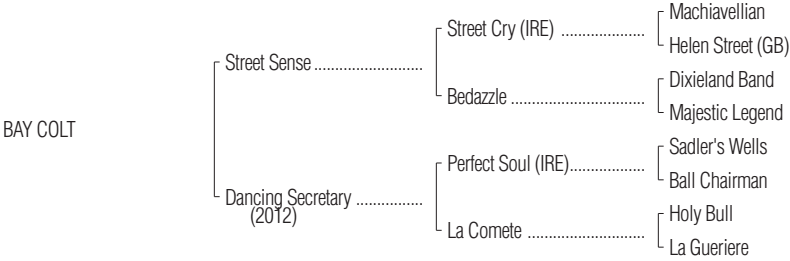 Machiavellian
Street Cry (IRE) ....................
Helen Street (GB)
Street Sense ..........................
Dixieland Band
Bedazzle ................................
Majestic Legend
BAY COLT
Sadler's Wells
Perfect Soul (IRE)..................
Ball Chairman
Dancing Secretary ................
(2012)
Holy Bull
La Comete ............................
La Gueriere